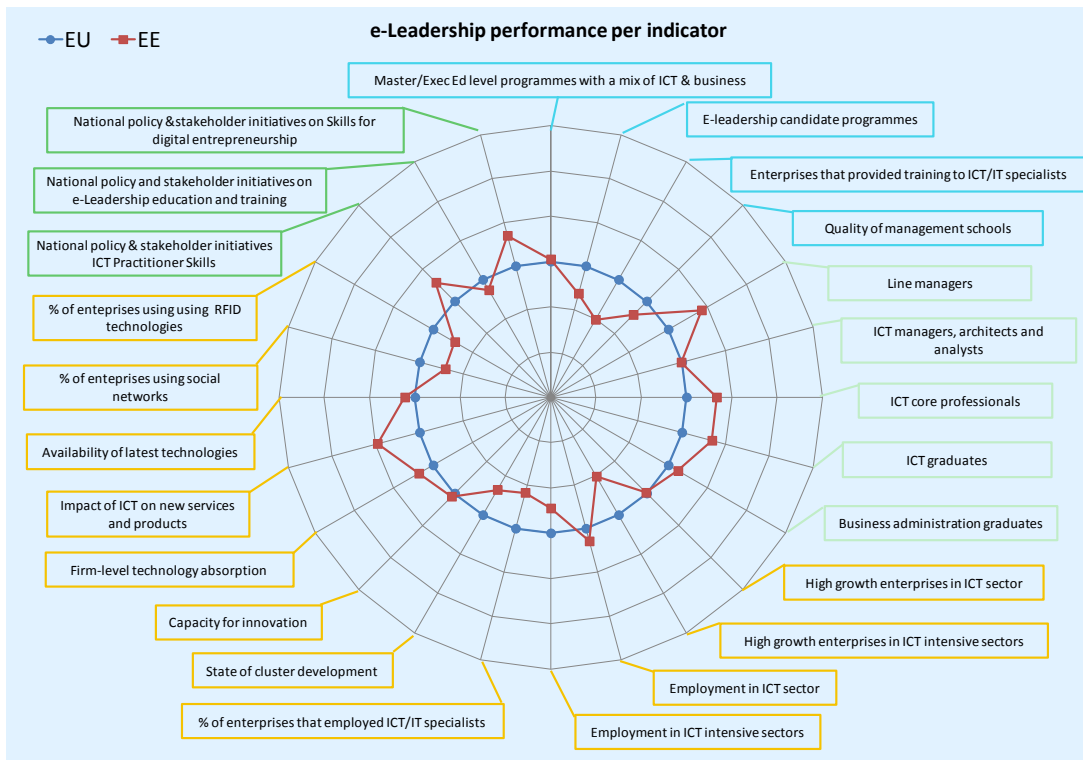 e-Leadership performance per indicator
EU EE
Master/Exec Ed level programmes with a mix of ICT & business
E-leadership candidate programmes
Enterprises that provided training to ICT/IT specialists
Quality of management schools
Line managers
ICT managers, architects and
analysts
ICT core professionals
ICT graduates
Business administration graduates
High growth enterprises in ICT sector
High growth enterprises in ICT intensive sectors
Employment in ICT sector
Employment in ICT intensive sectors
% of enterprises that employed ICT/IT specialists
State of cluster development
Capacity for innovation
Firm-level technology absorption
Impact of ICT on new services
and products
Availability of latest technologies
% of enteprises using social
networks
% of enteprises using using RFID
technologies
National policy & stakeholder initiatives
ICT Practitioner Skills
National policy and stakeholder initiatives on
e-Leadership education and training
National policy &stakeholder initiatives on Skills for
digital entrepreneurship